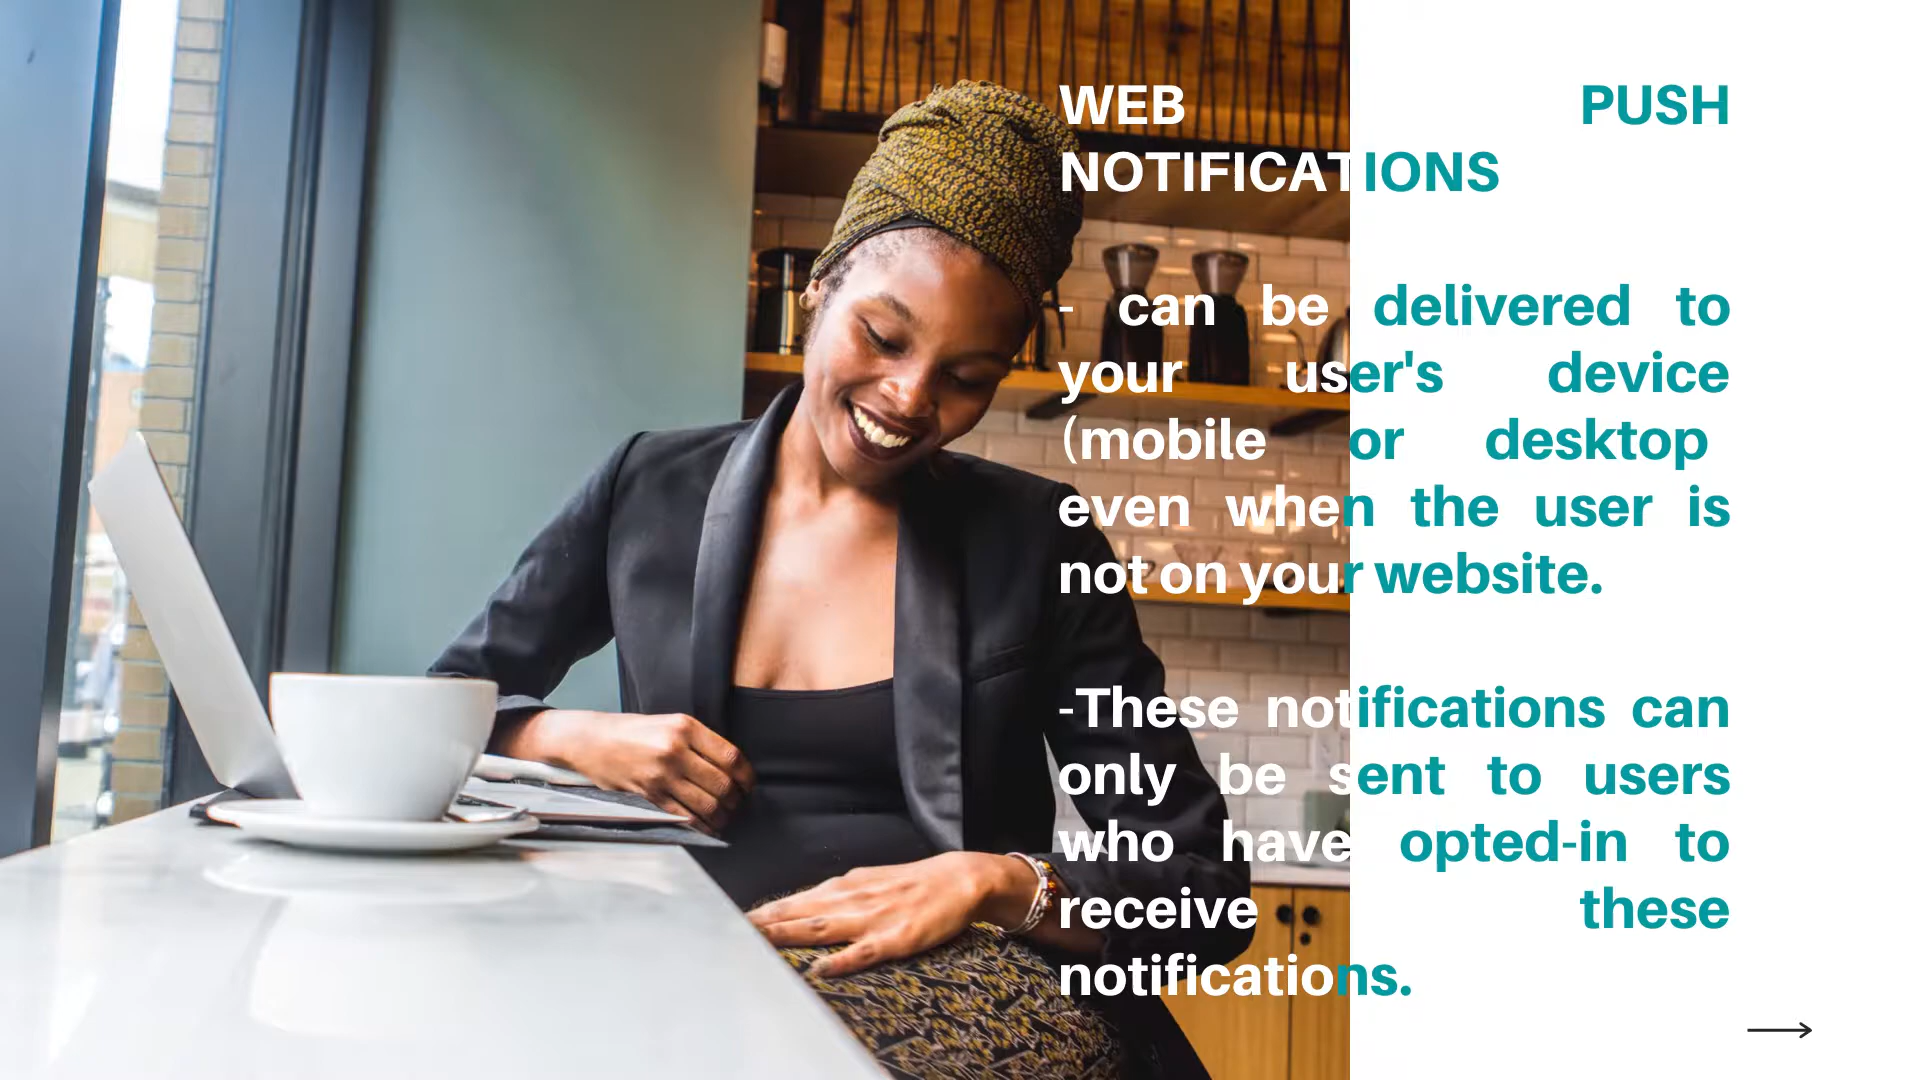 WEB PUSH
NOTIFICATIONS
- can be delivered to
your user's device
(mobile or desktop
even when the user is
not on your website.
-These notifications can
only be sent to users
who have opted-in to
receive these
notifications.